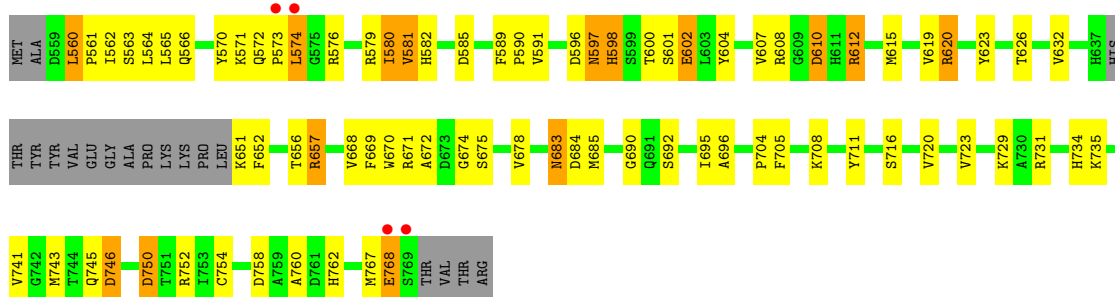 MET ALA D559 L560 P561 I562 S563 L564 L565 Q566 Y570 K571 Q572 P573 L574 G575 R576 R579 I580 V581 H582 D585 F589 P590 V591 D596 N597 H598 S599 T600 S601 E602 L603 Y604 V607 R608 G609 D610 H611 R612 M615 V619 R620 Y623 T626 V632 H637 HIS
THR TYR TYR VAL GLU GLY ALA PRO LYS LYS PRO LEU K651 F652 T656 R657 V668 F669 N670 R671 A672 D673 G674 S675 V678 N683 D684 M685 G690 Q691 S692 I695 A696 P704 F705 K708 Y711 S716 V720 V723 K729 A730 R731 H734 K735
V741 G742 M743 T744 Q745 D746 D750 T751 R752 I753 C754 D758 A759 A760 D761 H762 M767 E768 S769 THR VAL THR ARG